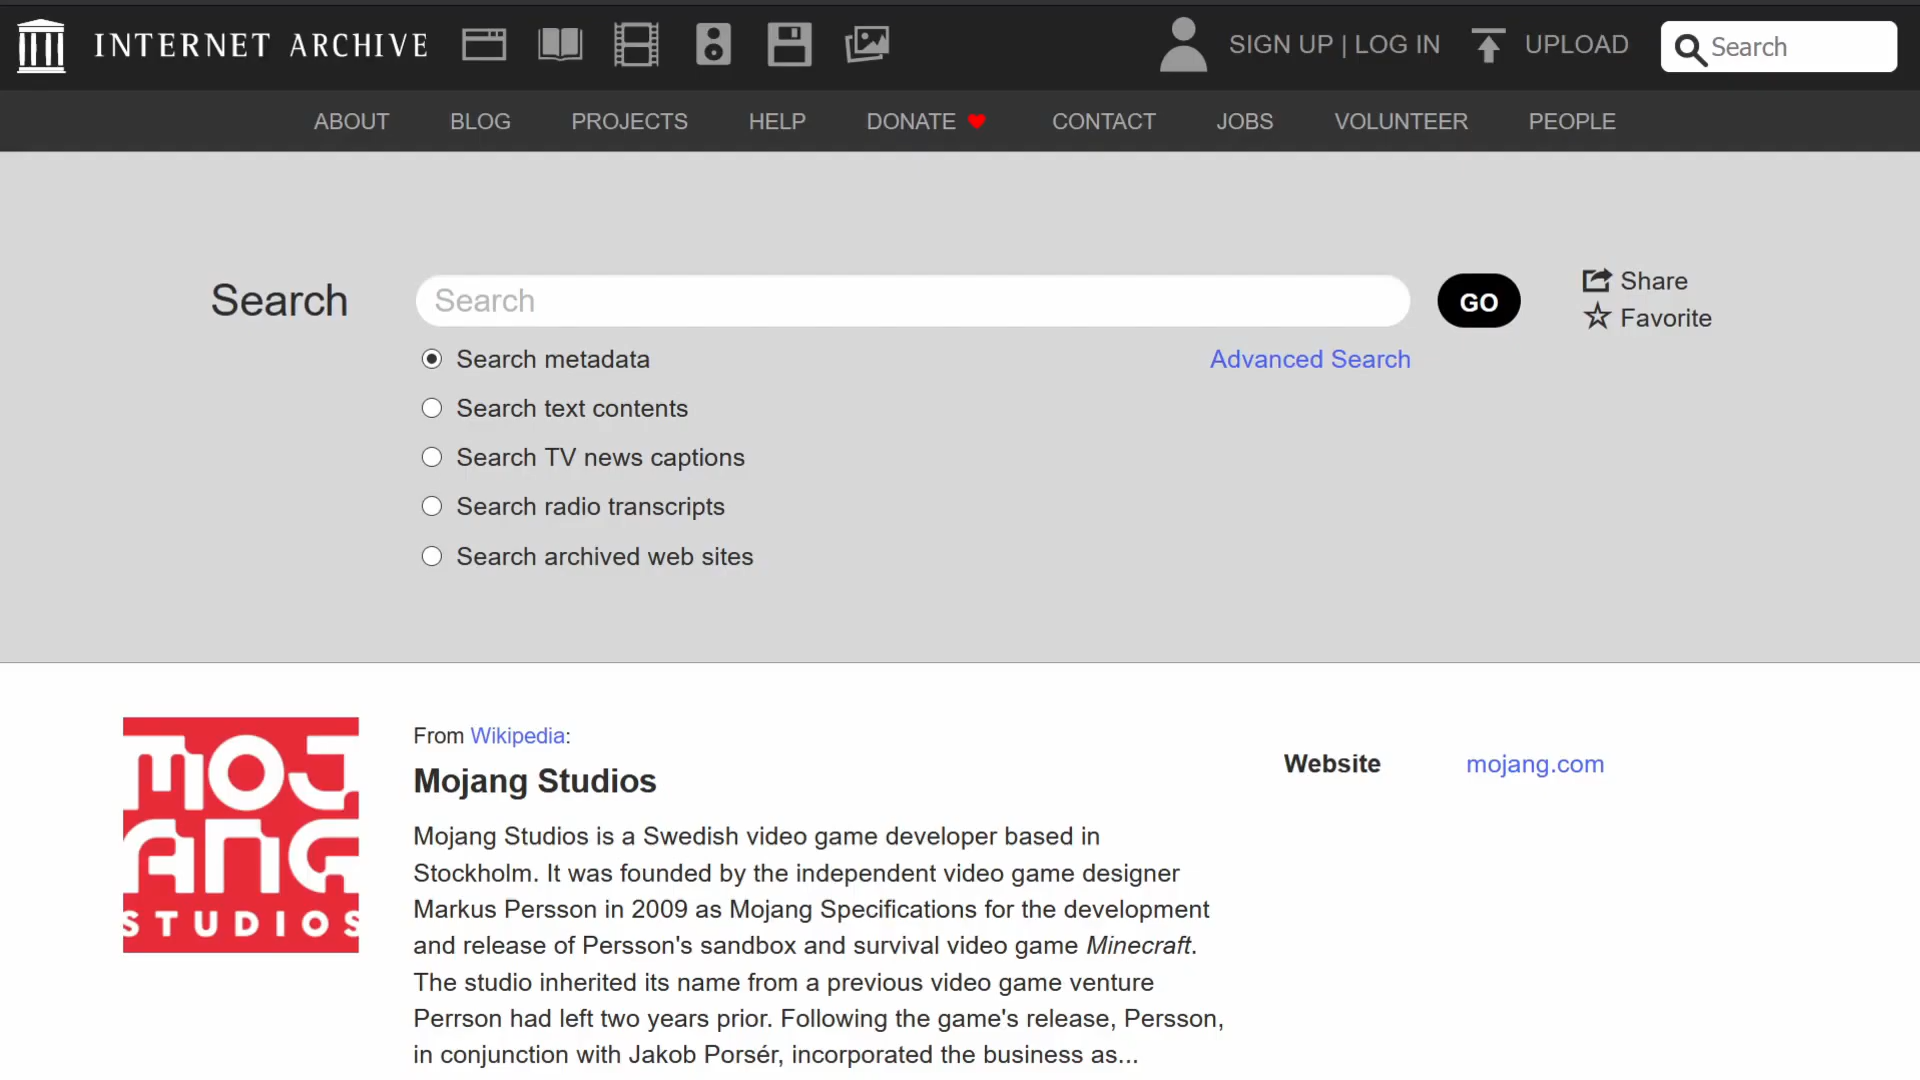 INTERNET ARCHIVE
SIGN UP | LOG IN
UPLOAD
Search
ABOUT
BLOG
PROJECTS
HELP
DONATE
CONTACT
JOBS
VOLUNTEER
PEOPLE
Search
Search
GO
Share
Favorite
Search metadata
Advanced Search
Search text contents
Search TV news captions
Search radio transcripts
Search archived web sites
MOJ
ANG
STUDIOS
From Wikipedia:
Mojang Studios
Website
mojang.com
Mojang Studios is a Swedish video game developer based in
Stockholm. It was founded by the independent video game designer
Markus Persson in 2009 as Mojang Specifications for the development
and release of Persson's sandbox and survival video game Minecraft.
The studio inherited its name from a previous video game venture
Perrson had left two years prior. Following the game's release, Persson,
in conjunction with Jakob Porsér, incorporated the business as...